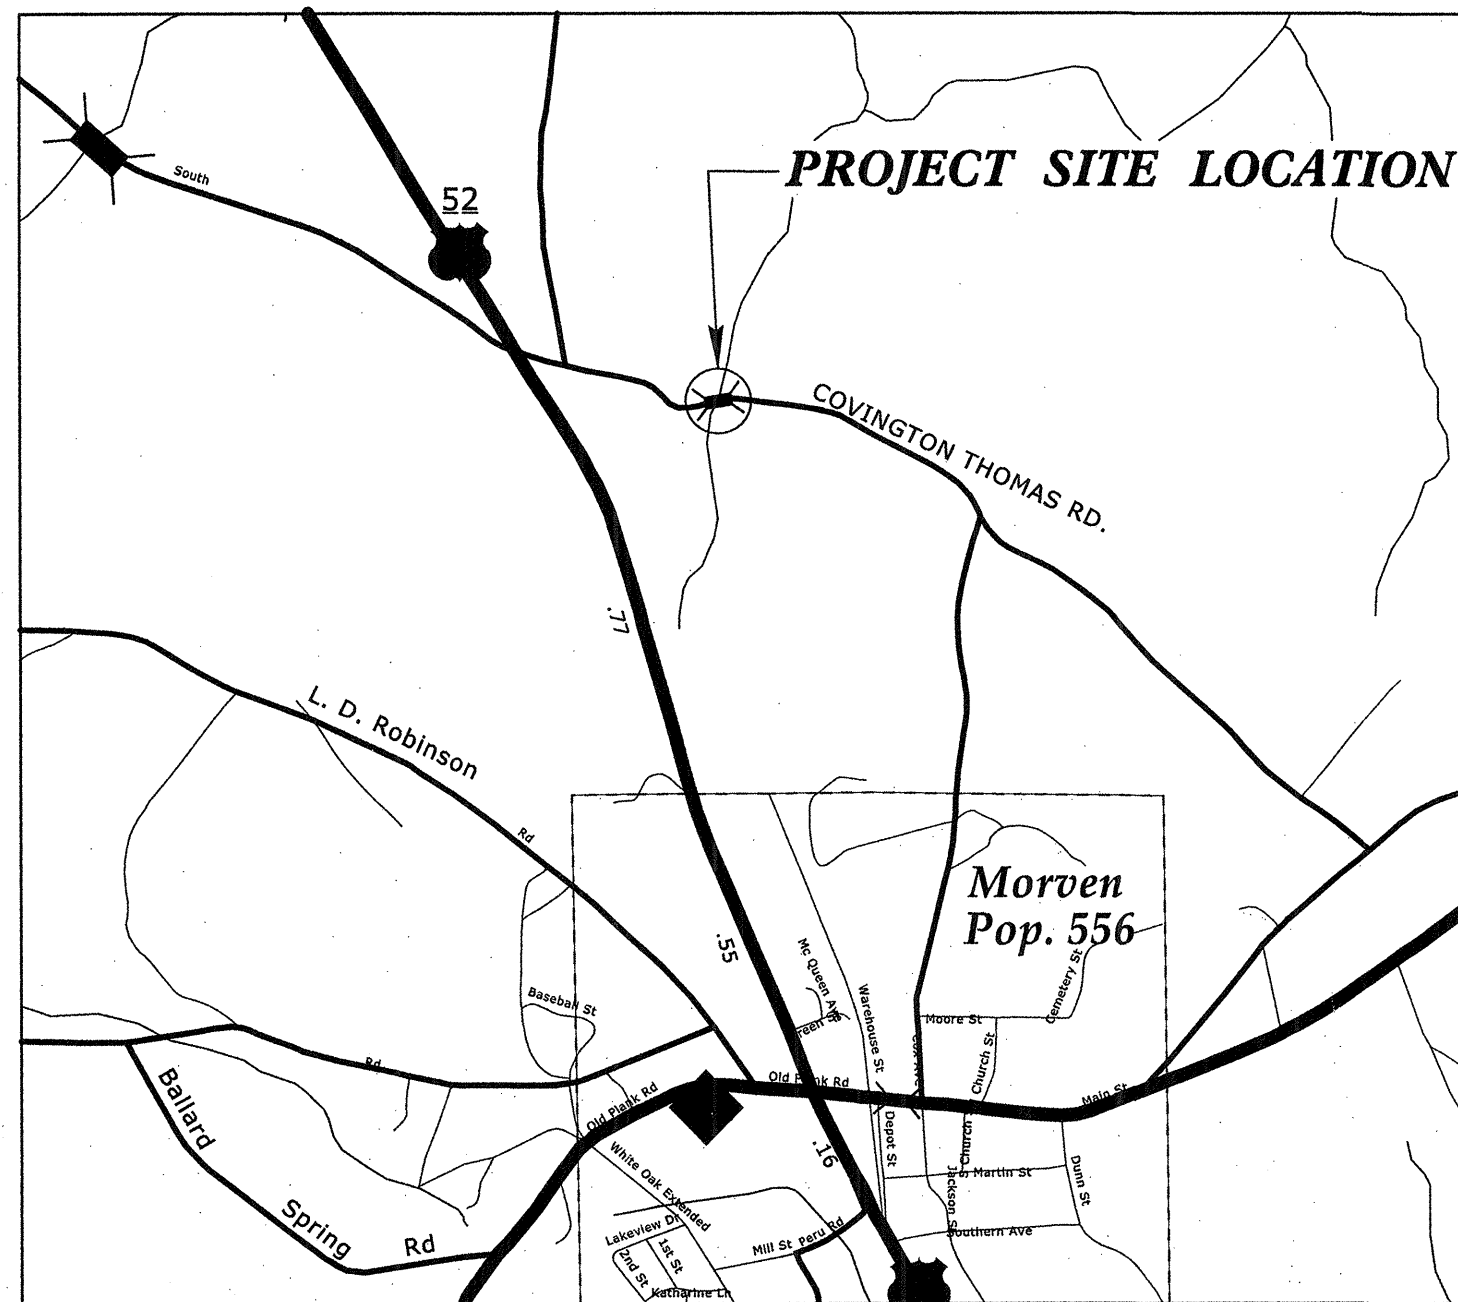 PROJECT SITE LOCATION
South
52
COVINGTON THOMAS RD.
.77
L. D. Robinson
Rd
Morven
Pop. 556
.55
Mc Queen Ave
Baseball St
Warehouse St
Cemetery St
Moore St
Church St
Rd
Old Plank Rd
Old Plank Rd
Main St
Ballard
Spring
Rd
.16
Depot St
Church
S Martin St
Dunn St
Jackson St
Southern Ave
White Oak Extended
Lakeview Dr
Mill St
Peru Rd
1st St
2nd St
Katharine Ln